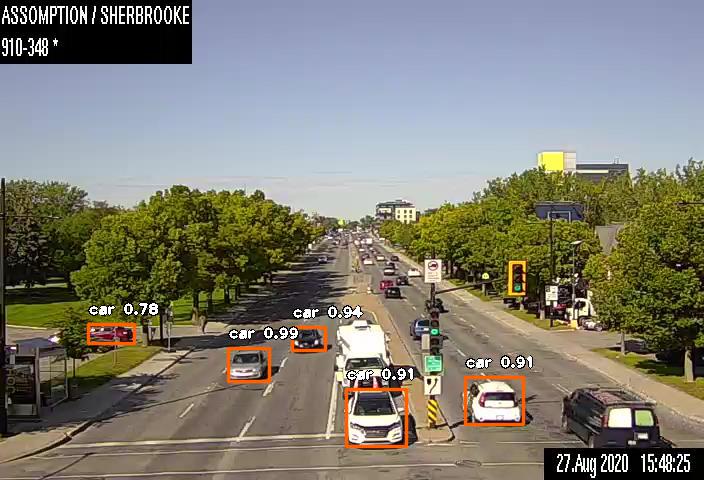 ASSOMPTION / SHERBROOKE
910-348 *
car 0.78
car 0.94
car 0.99
car 0.91
car 0.91
27.Aug 2020 15:48:25